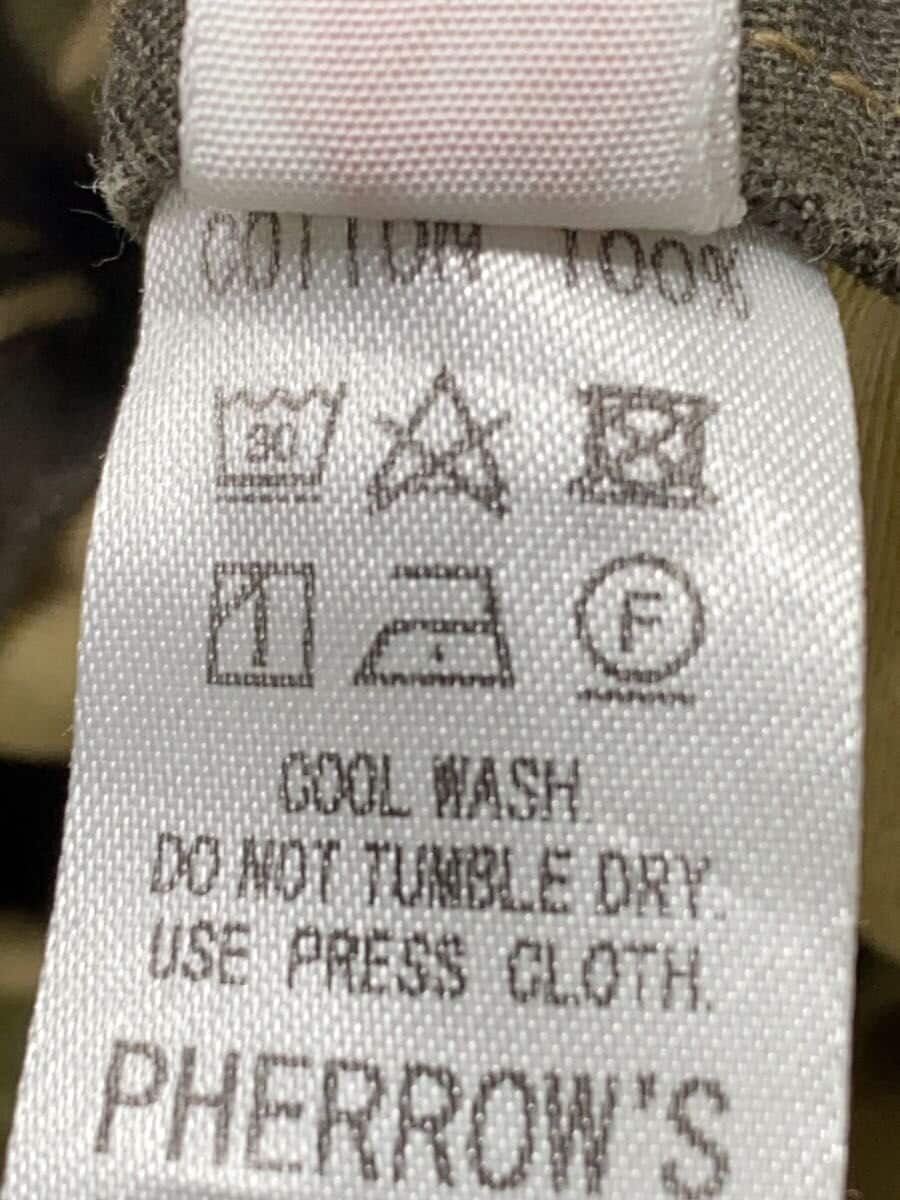 COTTON 100%
30
F
COOL WASH
DO NOT TUMBLE DRY.
USE PRESS CLOTH.
PHERROW'S